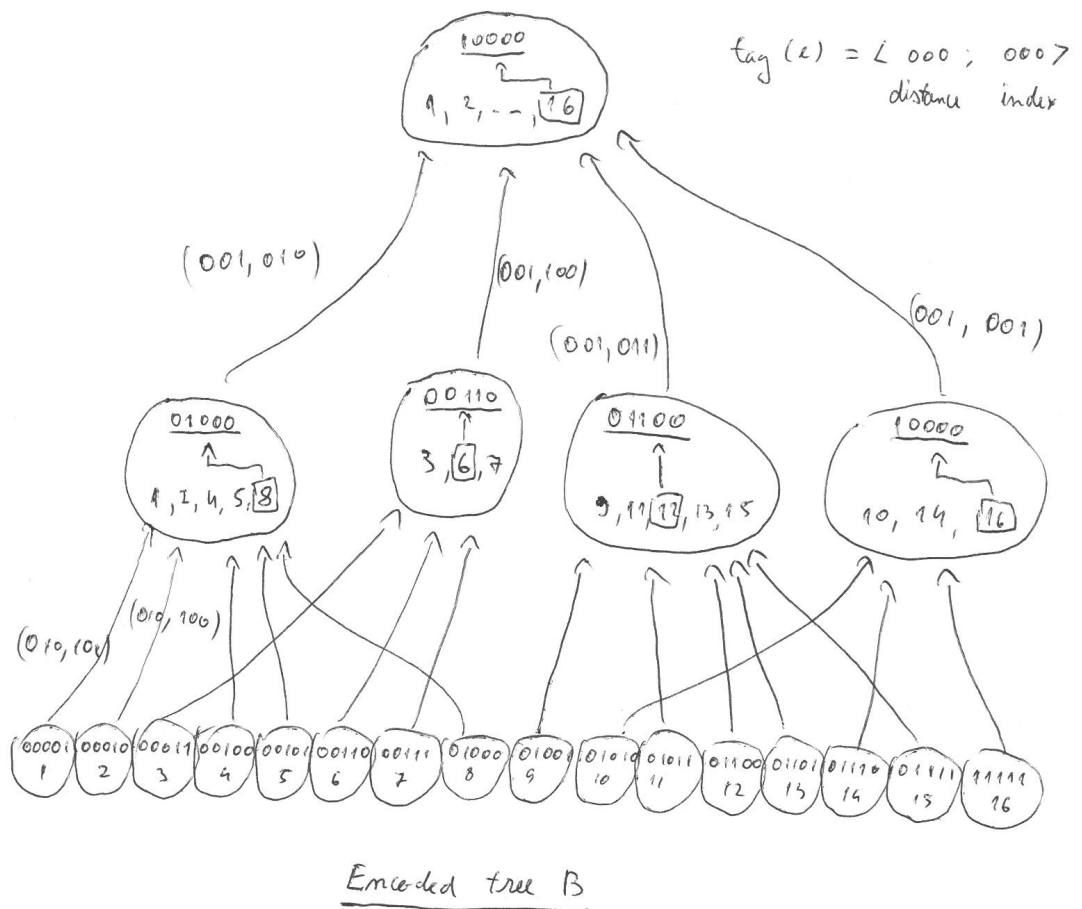 10000
1, 2, - - -, 16
tag (e) = < 000 ; 000>
distance index
(001, 010)
(001, 100)
(001, 011)
(001, 001)
01000
1, 2, 4, 5, 8
00110
3, 6, 7
01100
9, 11, 12, 13, 15
10000
10, 14, 16
(010, 100)
00001 00010 00011 00100 00101 00110 00111 01000 01001 01010 01011 01100 01101 01110 01111 11111
1 2 3 4 5 6 7 8 9 10 11 12 13 14 15 16
Encoded tree B